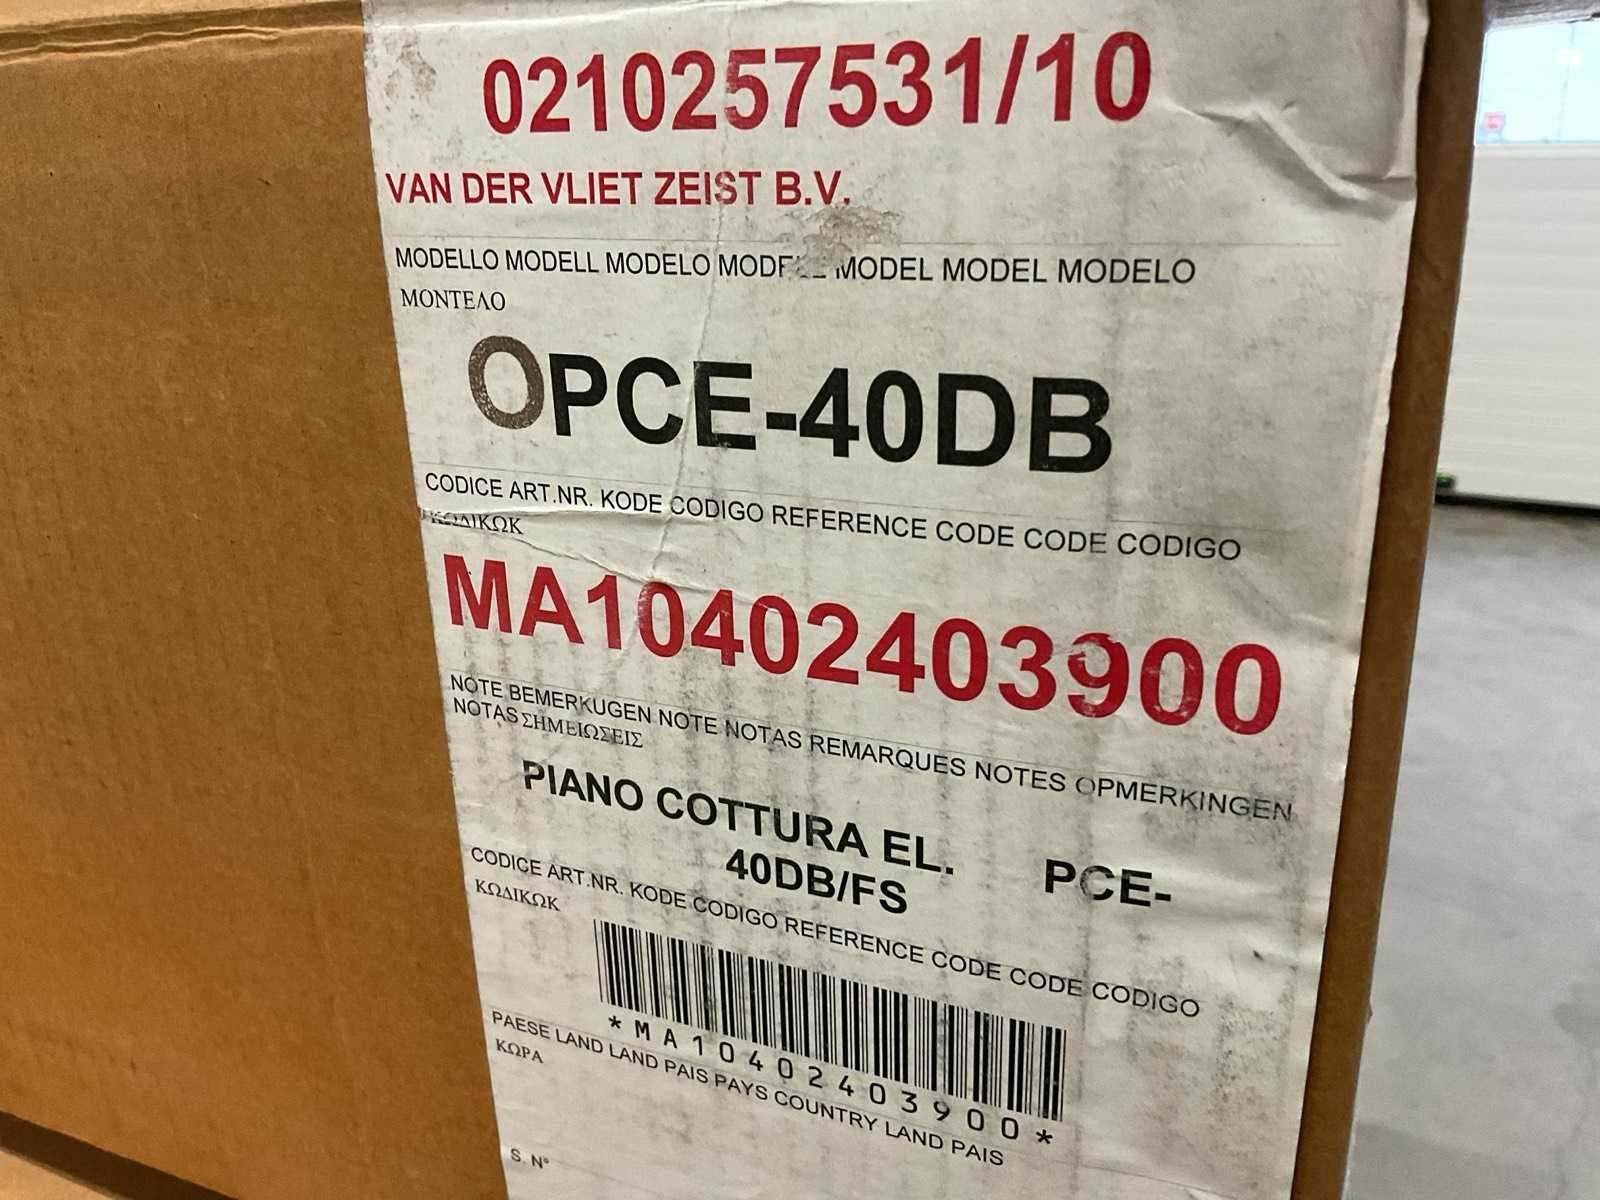 0210257531/10
VAN DER VLIET ZEIST B.V.
MODELLO MODELL MODELO MODEL MODEL MODELO
ΜΟΝΤΕΛΟ
OPCE-40DB
CODICE ART.NR. KODE CODIGO REFERENCE CODE CODE CODIGO
ΚΩΔΙΚΩΚ
MA10402403900
NOTE BEMERKUGEN NOTE NOTAS REMARQUES NOTES OPMERKINGEN
NOTAS ΣΗΜΕΙΩΣΕΙΣ
PIANO COTTURA EL. PCE-
40DB/FS
CODICE ART.NR. KODE CODIGO REFERENCE CODE CODE CODIGO
ΚΩΔΙΚΩΚ
*MA10402403900*
PAESE LAND LAND PAIS PAYS COUNTRY LAND PAIS
ΚΩΡΑ
S. N°